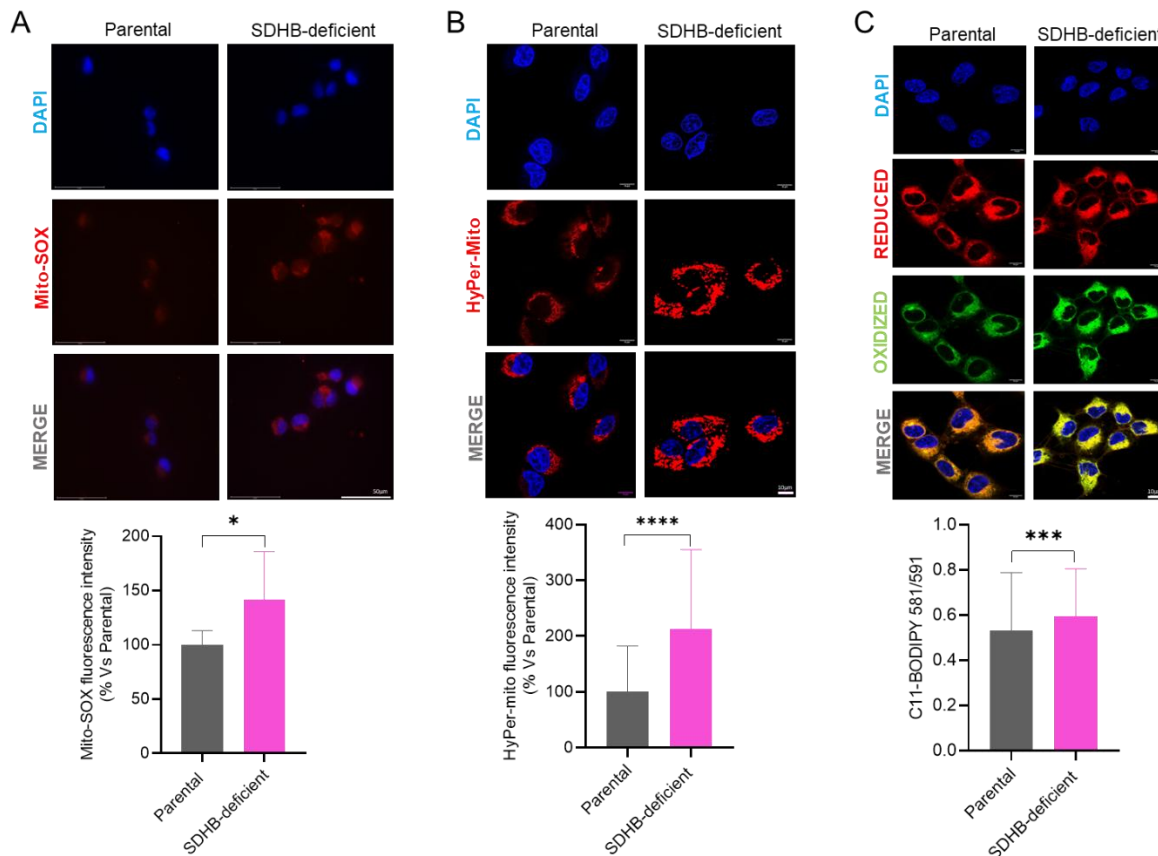 A
Parental
SDHB-deficient
DAPI
Mito-SOX
MERGE
50µm
*
Mito-SOX fluorescence intensity
(% Vs Parental)
200
150
100
50
0
Parental
SDHB-deficient
B
Parental
SDHB-deficient
DAPI
HyPer-Mito
MERGE
10µm
****
HyPer-mito fluorescence intensity
(% Vs Parental)
400
300
200
100
0
Parental
SDHB-deficient
C
Parental
SDHB-deficient
DAPI
REDUCED
OXIDIZED
MERGE
***
C11-BODIPY 581/591
1.0
0.8
0.6
0.4
0.2
0.0
Parental
SDHB-deficient